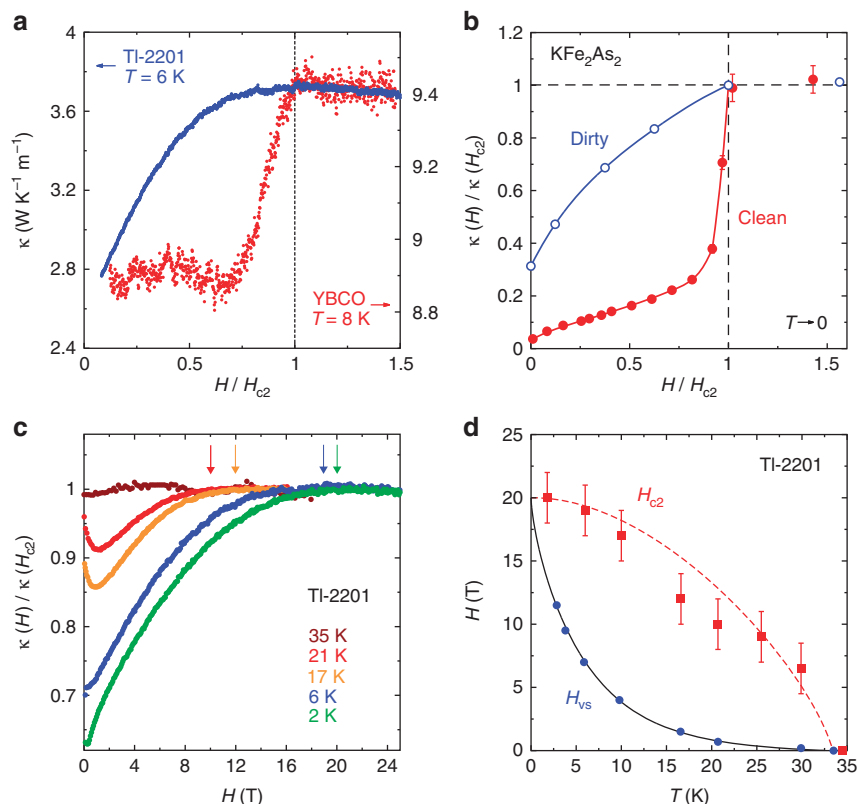 a
4
3.6
3.2
2.8
2.4
κ (W K⁻¹ m⁻¹)
Tl-2201
T = 6 K
9.4
9.2
9
8.8
YBCO
T = 8 K
0 0.5 1 1.5
H / Hc2
b
1.2
1
0.8
0.6
0.4
0.2
0
κ (H) / κ (Hc2)
KFe₂As₂
Dirty
Clean
T→0
0 0.5 1 1.5
H / Hc2
c
1
0.9
0.8
0.7
κ (H) / κ (Hc2)
Tl-2201
35 K
21 K
17 K
6 K
2 K
0 4 8 12 16 20 24
H (T)
d
25
20
15
10
5
0
H (T)
Tl-2201
Hc2
Hvs
0 5 10 15 20 25 30 35
T (K)